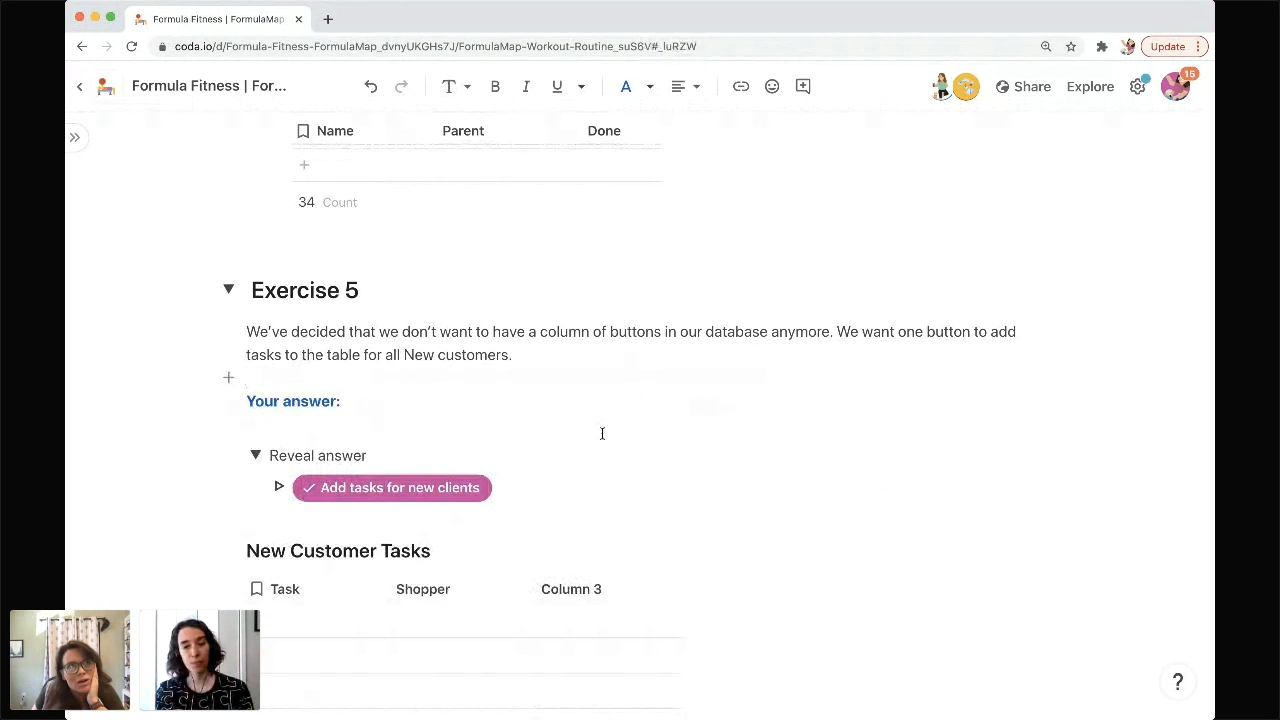 Formula Fitness | FormulaMap
coda.io/d/Formula-Fitness-FormulaMap_dvnyUKGHs7J/FormulaMap-Workout-Routine_suS6V#_luRZW
Update
Formula Fitness | For...
T B I U A
Share
Explore
15
Name Parent Done
34 Count
Exercise 5
We've decided that we don't want to have a column of buttons in our database anymore. We want one button to add
tasks to the table for all New customers.
Your answer:
Reveal answer
Add tasks for new clients
New Customer Tasks
Task Shopper Column 3
?